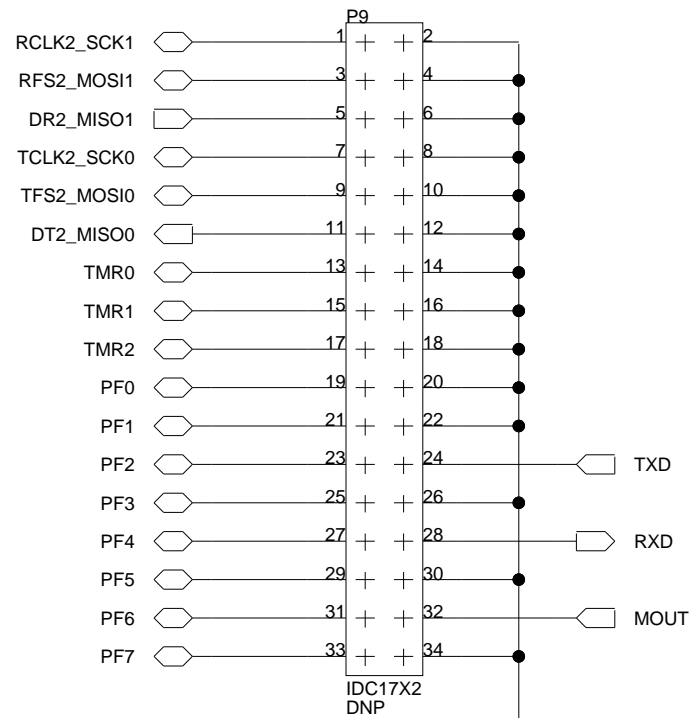 P9
RCLK2_SCK1 1 2
RFS2_MOSI1 3 4
DR2_MISO1 5 6
TCLK2_SCK0 7 8
TFS2_MOSI0 9 10
DT2_MISO0 11 12
TMR0 13 14
TMR1 15 16
TMR2 17 18
PF0 19 20
PF1 21 22
PF2 23 24 TXD
PF3 25 26
PF4 27 28 RXD
PF5 29 30
PF6 31 32 MOUT
PF7 33 34
IDC17X2
DNP